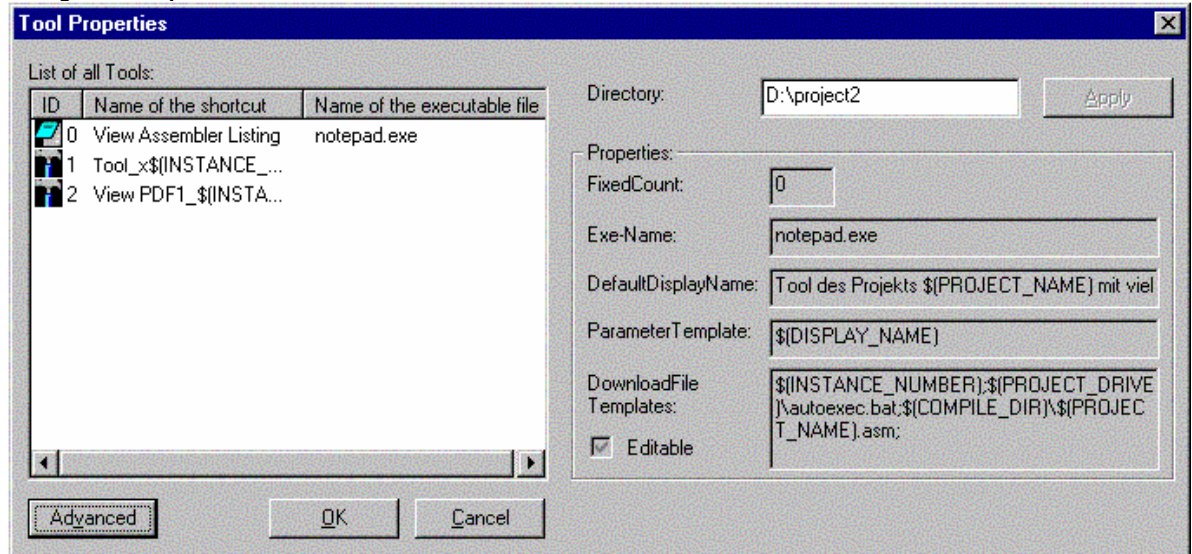 Tool Properties
List of all Tools:
ID Name of the shortcut Name of the executable file
0 View Assembler Listing notepad.exe
1 Tool_x$(INSTANCE_...
2 View PDF1_$(INSTA...
Advanced OK Cancel
Directory: D:\project2 Apply
Properties:
FixedCount: 0
Exe-Name: notepad.exe
DefaultDisplayName: Tool des Projekts $(PROJECT_NAME) mit viel
ParameterTemplate: $(DISPLAY_NAME)
DownloadFile
Templates:
$(INSTANCE_NUMBER);$(PROJECT_DRIVE
)\autoexec.bat;$(COMPILE_DIR)\$(PROJEC
T_NAME).asm;
Editable